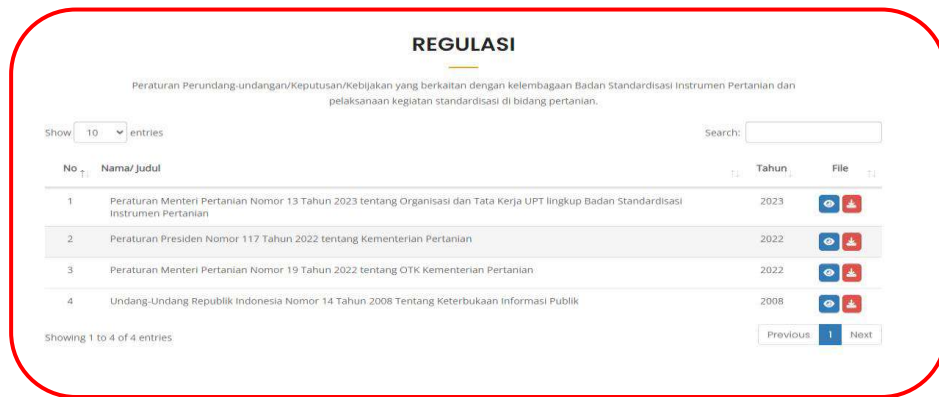 REGULASI
Peraturan Perundang-undangan/Keputusan/Kebijakan yang berkaitan dengan kelembagaan Badan Standardisasi Instrumen Pertanian dan
pelaksanaan kegiatan standardisasi di bidang pertanian.
Show 10 entries Search:
No Nama/ Judul Tahun File
1 Peraturan Menteri Pertanian Nomor 13 Tahun 2023 tentang Organisasi dan Tata Kerja UPT lingkup Badan Standardisasi 2023
Instrumen Pertanian
2 Peraturan Presiden Nomor 117 Tahun 2022 tentang Kementerian Pertanian 2022
3 Peraturan Menteri Pertanian Nomor 19 Tahun 2022 tentang OTK Kementerian Pertanian 2022
4 Undang-Undang Republik Indonesia Nomor 14 Tahun 2008 Tentang Keterbukaan Informasi Publik 2008
Showing 1 to 4 of 4 entries Previous 1 Next